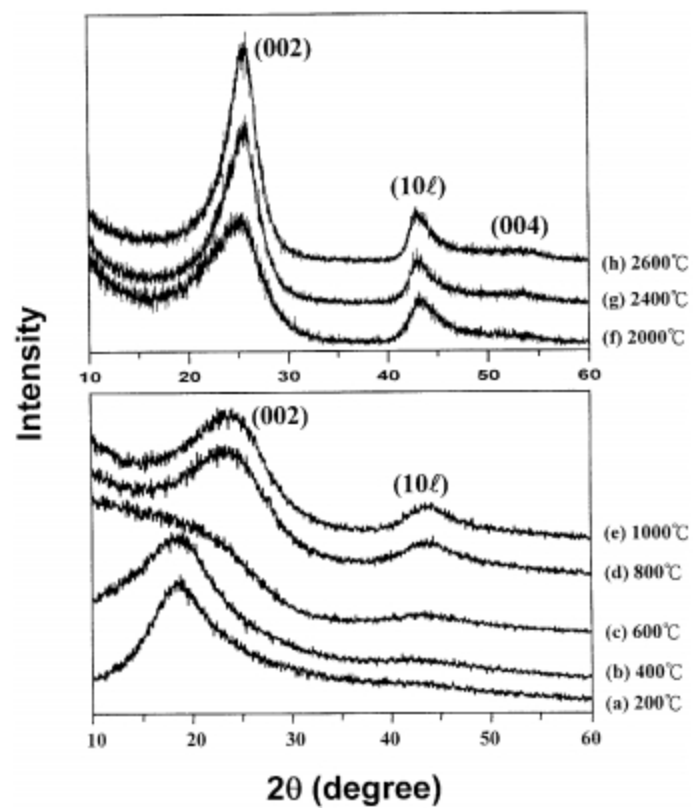 (002)
(10ℓ)
(004)
(h) 2600℃
(g) 2400℃
(f) 2000℃
10 20 30 40 50 60
Intensity
(002)
(10ℓ)
(e) 1000℃
(d) 800℃
(c) 600℃
(b) 400℃
(a) 200℃
10 20 30 40 50 60
2θ (degree)